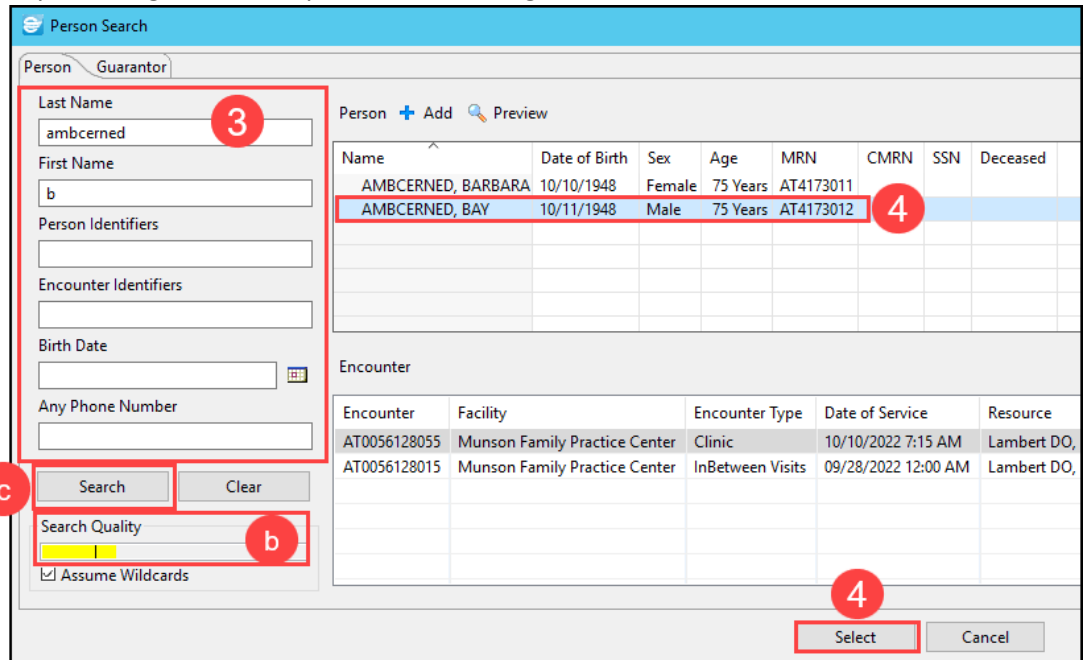 Person Search
Person Guarantor
Last Name
ambcerned
3
First Name
b
Person Identifiers
Encounter Identifiers
Birth Date
Any Phone Number
c
Search Clear
Search Quality
b
Assume Wildcards
Person Add Preview
Name Date of Birth Sex Age MRN CMRN SSN Deceased
AMBCERNED, BARBARA 10/10/1948 Female 75 Years AT4173011
AMBCERNED, BAY 10/11/1948 Male 75 Years AT4173012
4
Encounter
Encounter Facility Encounter Type Date of Service Resource
AT0056128055 Munson Family Practice Center Clinic 10/10/2022 7:15 AM Lambert DO,
AT0056128015 Munson Family Practice Center InBetween Visits 09/28/2022 12:00 AM Lambert DO,
4
Select Cancel